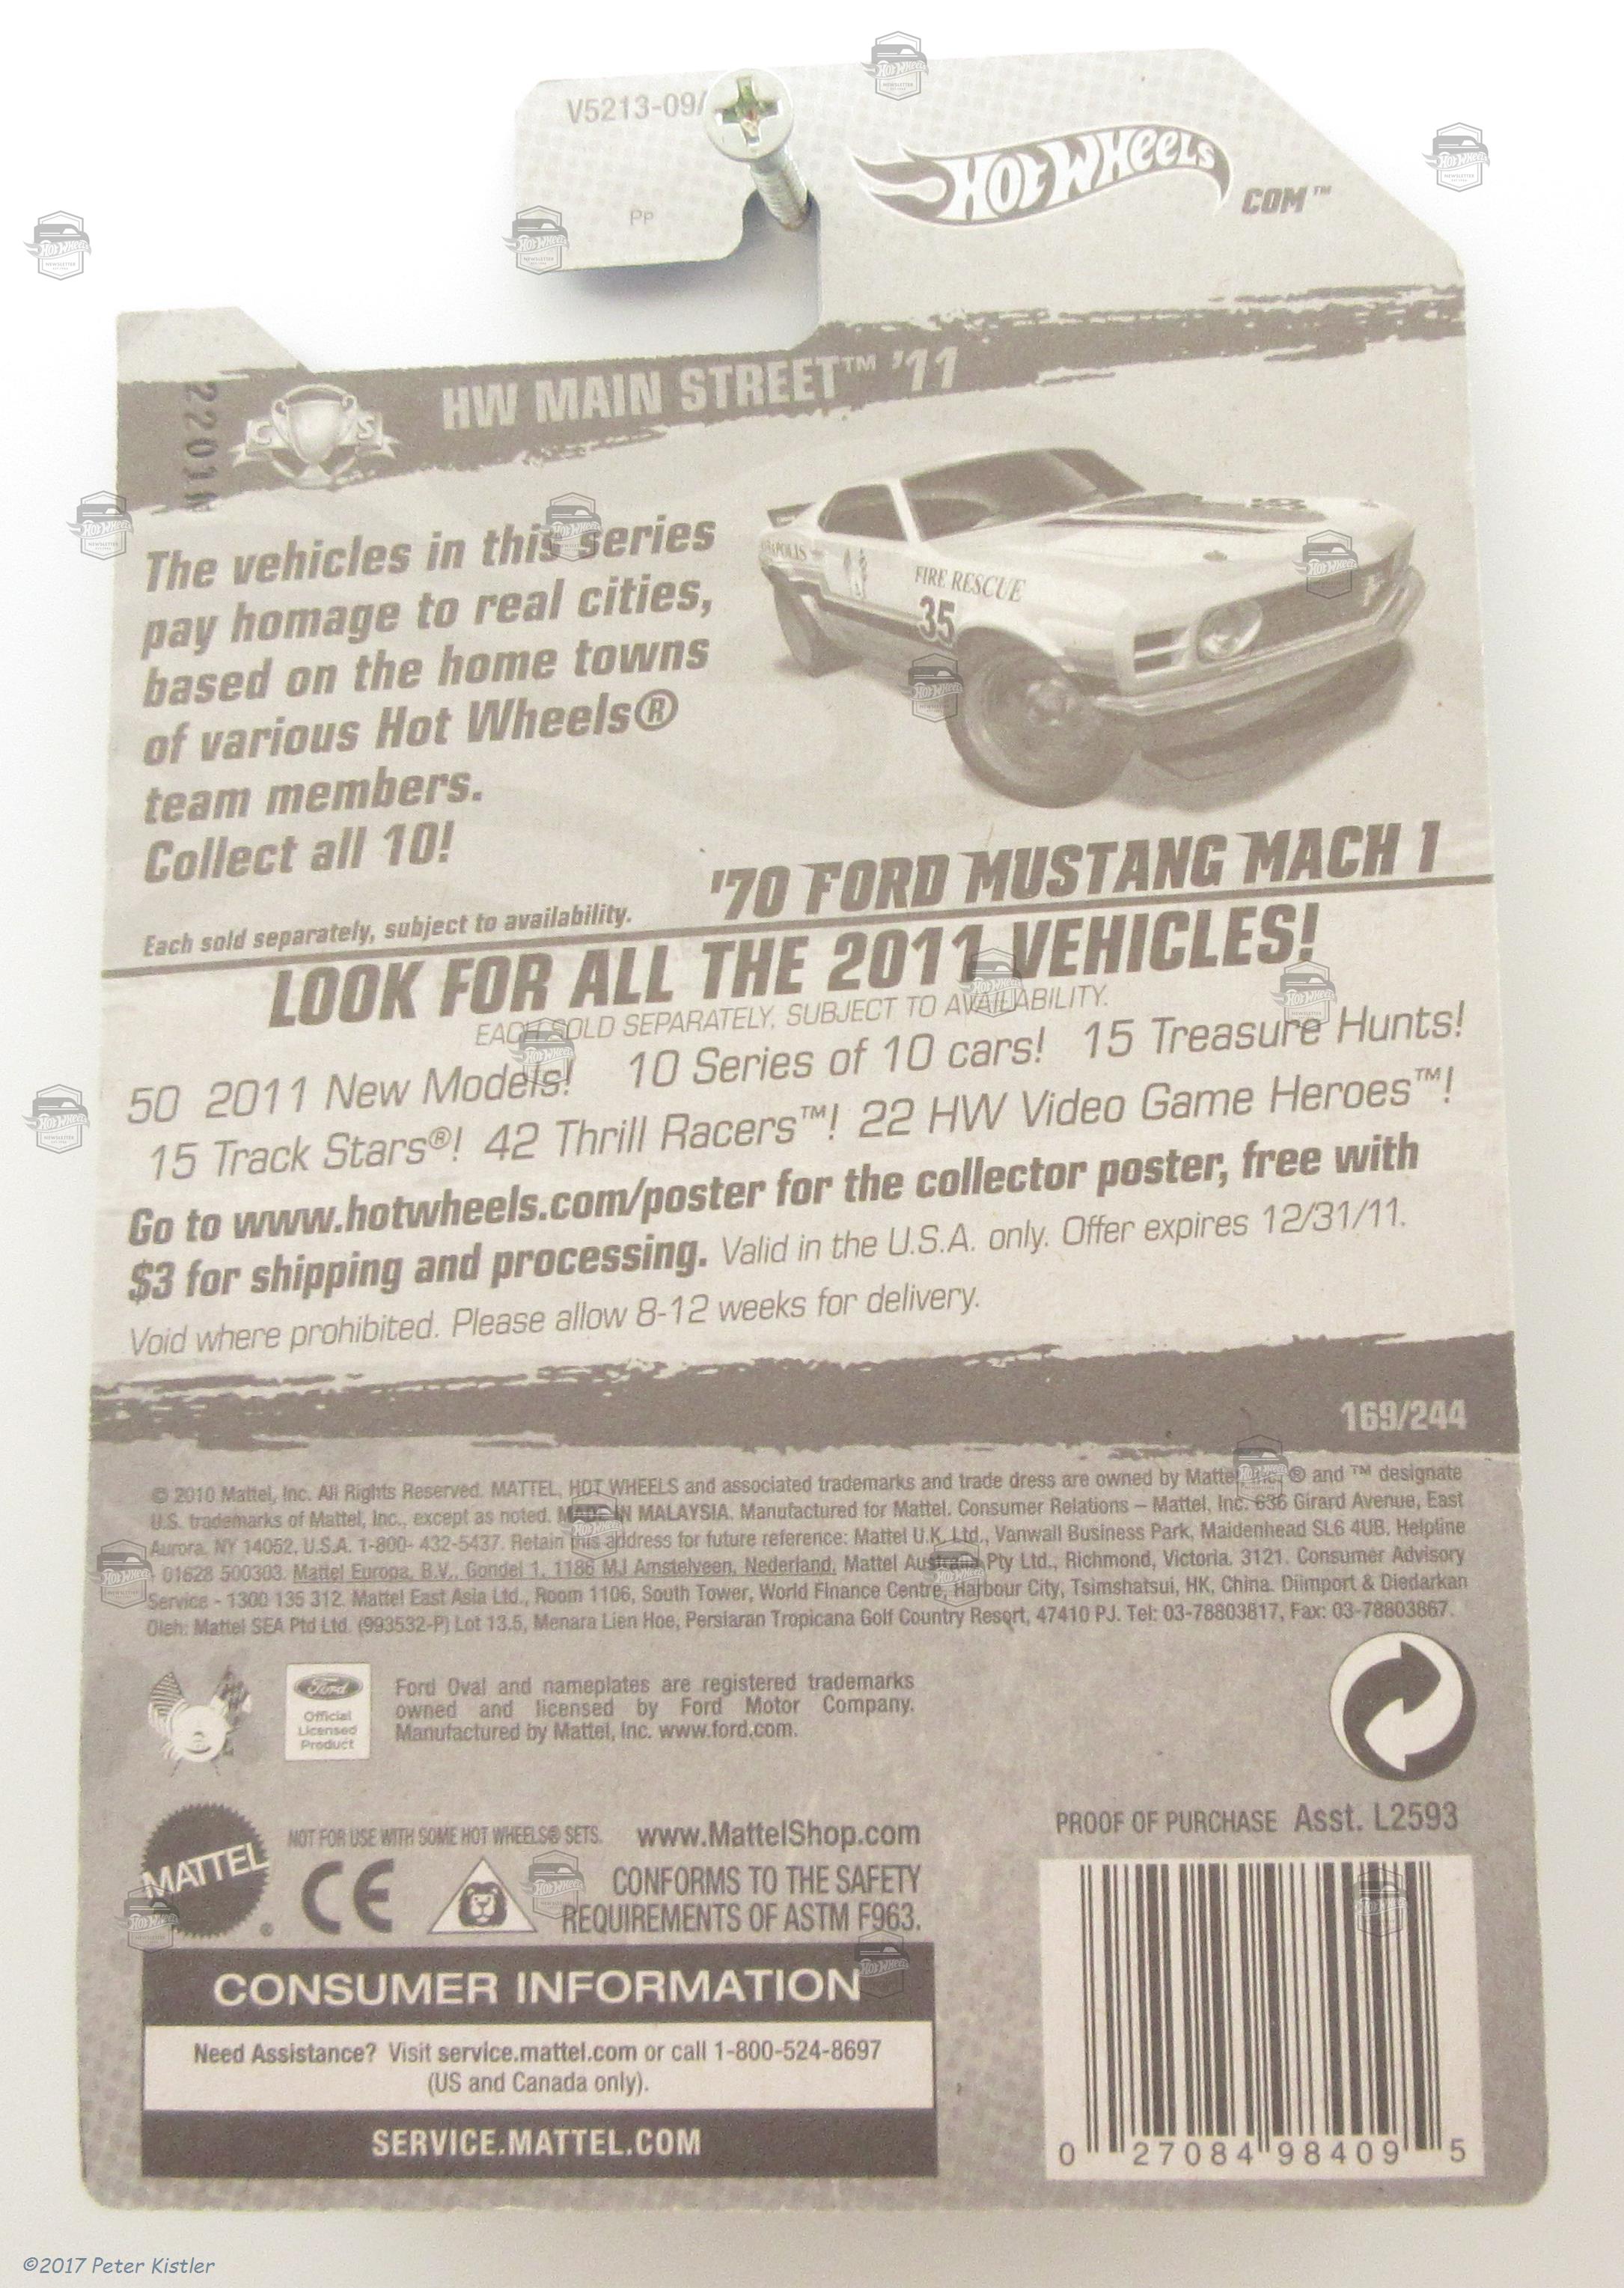 V5213-09
Pp
HOT WHEELS
COM™
HW MAIN STREET™ '11
C S
2201
The vehicles in this series
pay homage to real cities,
based on the home towns
of various Hot Wheels®
team members.
Collect all 10!
FIRE RESCUE
35
'70 FORD MUSTANG MACH 1
Each sold separately, subject to availability.
LOOK FOR ALL THE 2011 VEHICLES!
EACH SOLD SEPARATELY, SUBJECT TO AVAILABILITY.
50 2011 New Models! 10 Series of 10 cars! 15 Treasure Hunts!
15 Track Stars®! 42 Thrill Racers™! 22 HW Video Game Heroes™!
Go to www.hotwheels.com/poster for the collector poster, free with
$3 for shipping and processing. Valid in the U.S.A. only. Offer expires 12/31/11.
Void where prohibited. Please allow 8-12 weeks for delivery.
169/244
© 2010 Mattel, Inc. All Rights Reserved. MATTEL, HOT WHEELS and associated trademarks and trade dress are owned by Mattel, Inc. ® and ™ designate
U.S. trademarks of Mattel, Inc., except as noted. MADE IN MALAYSIA. Manufactured for Mattel. Consumer Relations – Mattel, Inc. 636 Girard Avenue, East
Aurora, NY 14052, U.S.A. 1-800- 432-5437. Retain this address for future reference: Mattel U.K. Ltd., Vanwall Business Park, Maidenhead SL6 4UB. Helpline
01628 500303. Mattel Europa, B.V., Gondel 1, 1186 MJ Amstelveen, Nederland. Mattel Australia Pty Ltd., Richmond, Victoria. 3121. Consumer Advisory
Service - 1300 135 312. Mattel East Asia Ltd., Room 1106, South Tower, World Finance Centre, Harbour City, Tsimshatsui, HK, China. Diimport & Diedarkan
Oleh: Mattel SEA Ptd Ltd. (993532-P) Lot 13.5, Menara Lien Hoe, Persiaran Tropicana Golf Country Resort, 47410 PJ. Tel: 03-78803817, Fax: 03-78803867.
Ford
Official
Licensed
Product
Ford Oval and nameplates are registered trademarks
owned and licensed by Ford Motor Company.
Manufactured by Mattel, Inc. www.ford.com.
MATTEL
®
NOT FOR USE WITH SOME HOT WHEELS® SETS. www.MattelShop.com
CE
CONFORMS TO THE SAFETY
REQUIREMENTS OF ASTM F963.
PROOF OF PURCHASE Asst. L2593
CONSUMER INFORMATION
Need Assistance? Visit service.mattel.com or call 1-800-524-8697
(US and Canada only).
SERVICE.MATTEL.COM
0 27084 98409 5
©2017 Peter Kistler